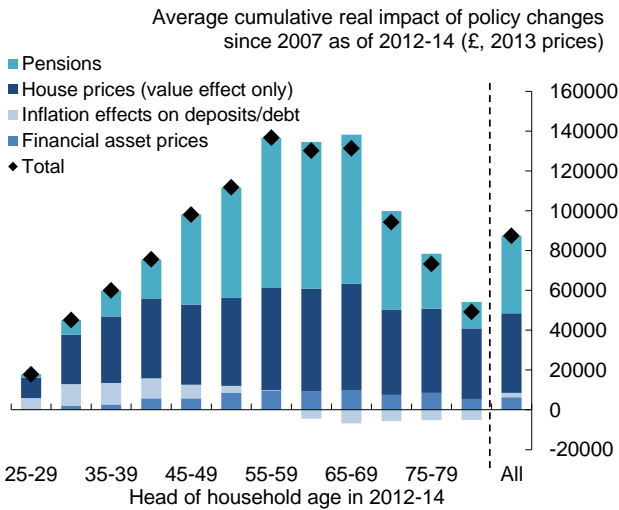 Average cumulative real impact of policy changes
since 2007 as of 2012-14 (£, 2013 prices)
Pensions
House prices (value effect only)
Inflation effects on deposits/debt
Financial asset prices
Total
160000
140000
120000
100000
80000
60000
40000
20000
0
-20000
25-29 35-39 45-49 55-59 65-69 75-79 All
Head of household age in 2012-14